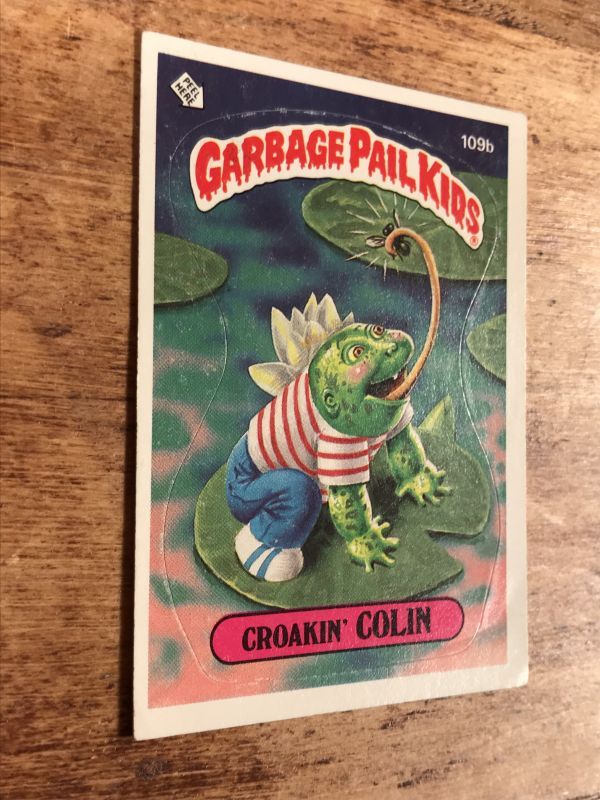 PEEL
HERE
109b
GARBAGE PAIL KIDS®
CROAKIN' COLIN